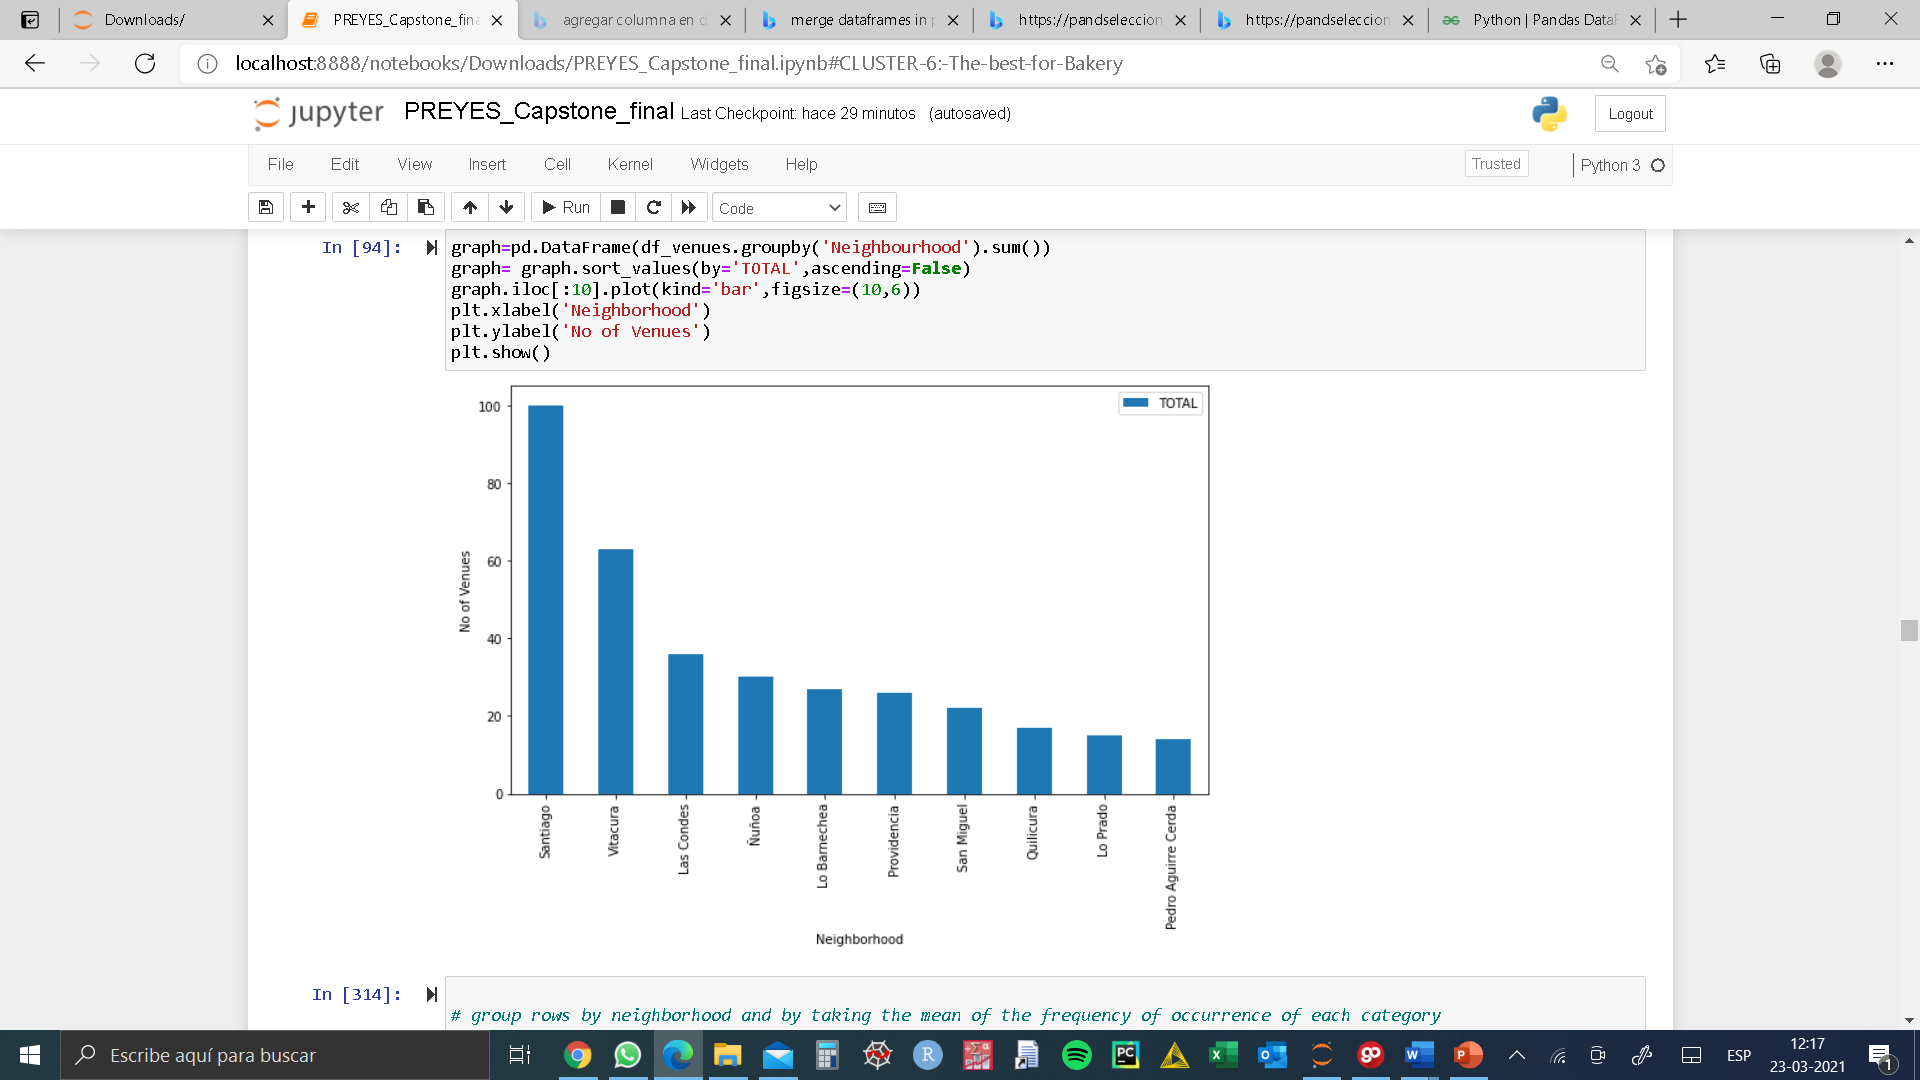 Downloads/
PREYES_Capstone_fina
agregar columna en d
merge dataframes in p
https://pandseleccion
https://pandseleccion
Python | Pandas DataF
localhost:8888/notebooks/Downloads/PREYES_Capstone_final.ipynb#CLUSTER-6:-The-best-for-Bakery
jupyter PREYES_Capstone_final Last Checkpoint: hace 29 minutos (autosaved)
Logout
File Edit View Insert Cell Kernel Widgets Help
Trusted
Python 3
Run
Code
In [94]:
graph=pd.DataFrame(df_venues.groupby('Neighbourhood').sum())
graph= graph.sort_values(by='TOTAL',ascending=False)
graph.iloc[:10].plot(kind='bar',figsize=(10,6))
plt.xlabel('Neighborhood')
plt.ylabel('No of Venues')
plt.show()
TOTAL
100
80
60
40
20
0
No of Venues
Santiago
Vitacura
Las Condes
Ñuñoa
Lo Barnechea
Providencia
San Miguel
Quilicura
Lo Prado
Pedro Aguirre Cerda
Neighborhood
In [314]:
# group rows by neighborhood and by taking the mean of the frequency of occurrence of each category
Escribe aquí para buscar
R
PC
go
ESP
12:17
23-03-2021
1